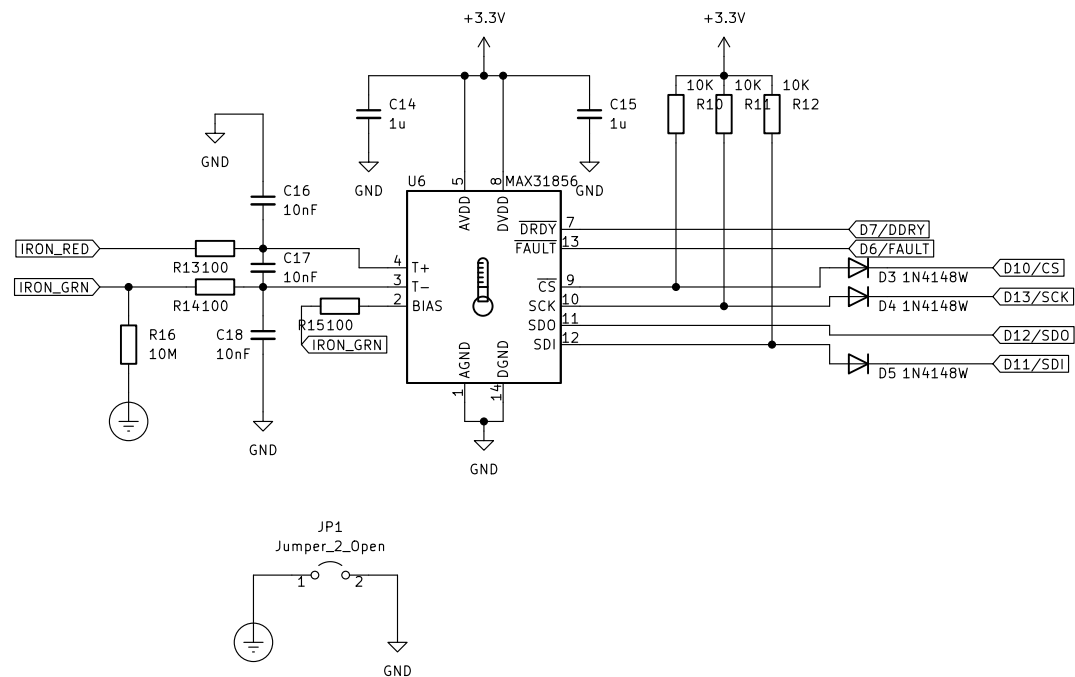 +3.3V
+3.3V
C14
1u
C15
1u
10K
R10
10K
R11
10K
R12
GND
GND
GND
U6
MAX31856
5
8
AVDD
DVDD
C16
10nF
IRON_RED
R13100
C17
10nF
4
T+
3
T-
2
BIAS
IRON_GRN
R14100
R15100
IRON_GRN
R16
10M
C18
10nF
DRDY
7
D7/DDRY
FAULT
13
D6/FAULT
CS
9
D3 1N4148W
D10/CS
SCK
10
D4 1N4148W
D13/SCK
SDO
11
D12/SDO
SDI
12
D5 1N4148W
D11/SDI
AGND
DGND
1
14
GND
GND
JP1
Jumper_2_Open
1
2
GND